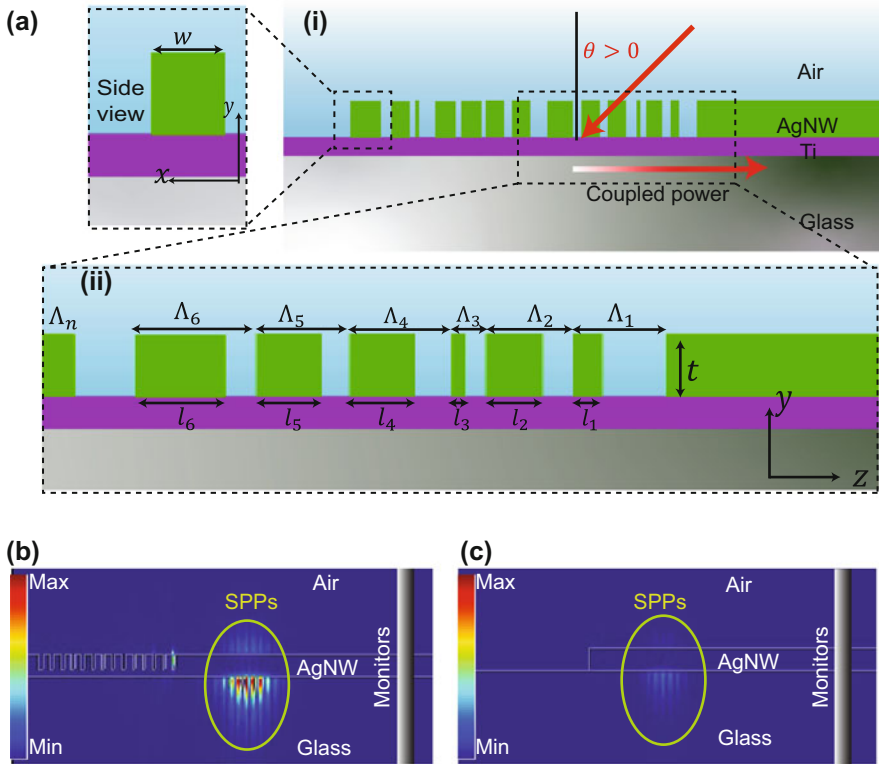 (a)
w
Side
view
y
x
(i)
θ > 0
Air
AgNW
Ti
Coupled power
Glass
(ii)
Λn Λ6 Λ5 Λ4 Λ3 Λ2 Λ1
t
l6 l5 l4 l3 l2 l1
y
z
(b)
Max
Air
SPPs
AgNW
Monitors
Min
Glass
(c)
Max
Air
SPPs
AgNW
Monitors
Min
Glass